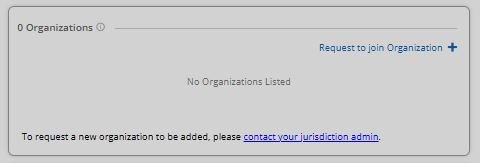 0 Organizations
Request to join Organization +
No Organizations Listed
To request a new organization to be added, please contact your jurisdiction admin.